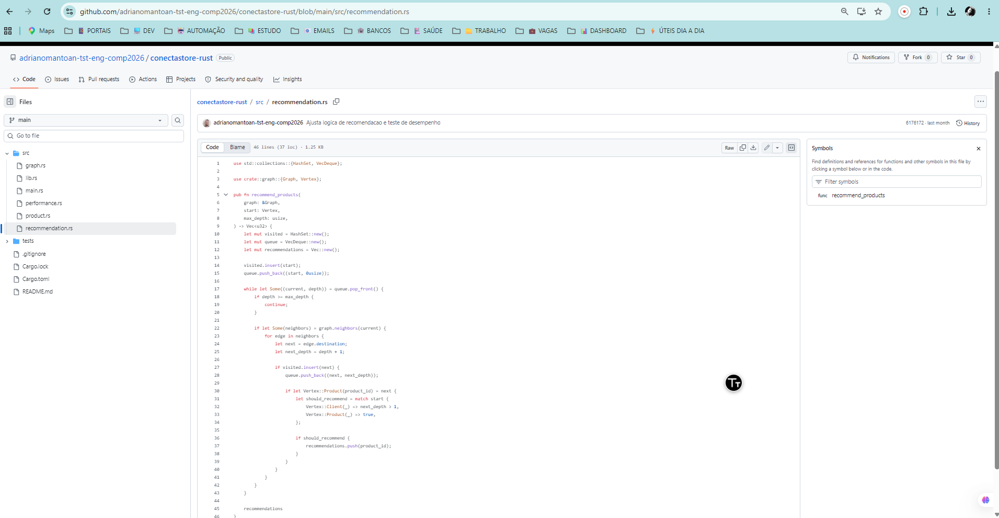 github.com/adrianomantoan-tst-eng-comp2026/conectastore-rust/blob/main/src/recommendation.rs
Maps PORTAIS DEV AUTOMAÇÃO ESTUDO EMAILS BANCOS SAÚDE TRABALHO VAGAS DASHBOARD ÚTEIS DIA A DIA
adrianomantoan-tst-eng-comp2026 / conectastore-rust Public
Notifications Fork 0 Star 0
Code Issues Pull requests Actions Projects Security and quality Insights
Files
main
Go to file
src
graph.rs
lib.rs
main.rs
performance.rs
product.rs
recommendation.rs
tests
.gitignore
Cargo.lock
Cargo.toml
README.md
conectastore-rust / src / recommendation.rs
adrianomantoan-tst-eng-comp2026 Ajusta logica de recomendacao e teste de desempenho
6176172 · last month History
Code Blame 46 lines (37 loc) · 1.25 KB
Raw
1 use std::collections::{HashSet, VecDeque};
2
3 use crate::graph::{Graph, Vertex};
4
5 pub fn recommend_products(
6 graph: &Graph,
7 start: Vertex,
8 max_depth: usize,
9 ) -> Vec<u32> {
10 let mut visited = HashSet::new();
11 let mut queue = VecDeque::new();
12 let mut recommendations = Vec::new();
13
14 visited.insert(start);
15 queue.push_back((start, 0usize));
16
17 while let Some((current, depth)) = queue.pop_front() {
18 if depth >= max_depth {
19 continue;
20 }
21
22 if let Some(neighbors) = graph.neighbors(current) {
23 for edge in neighbors {
24 let next = edge.destination;
25 let next_depth = depth + 1;
26
27 if visited.insert(next) {
28 queue.push_back((next, next_depth));
29
30 if let Vertex::Product(product_id) = next {
31 let should_recommend = match start {
32 Vertex::Client(_) => next_depth > 1,
33 Vertex::Product(_) => true,
34 };
35
36 if should_recommend {
37 recommendations.push(product_id);
38 }
39 }
40 }
41 }
42 }
43 }
44
45 recommendations
46 }
Symbols
Find definitions and references for functions and other symbols in this file by
clicking a symbol below or in the code.
Filter symbols
func recommend_products
TT